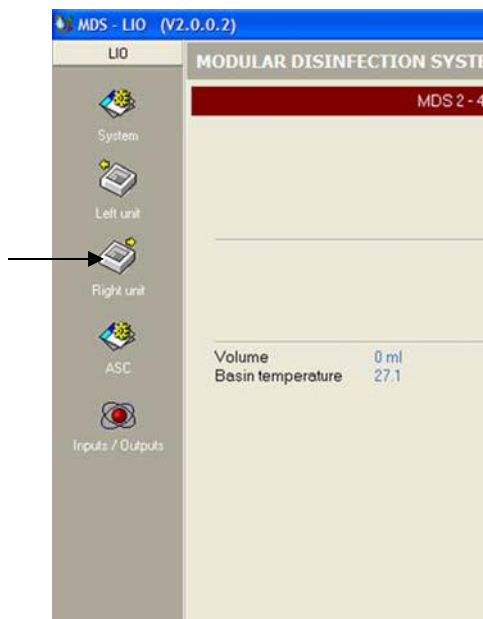 MDS - LIO (V2.0.0.2)
LIO
MODULAR DISINFECTION SYSTE
MDS 2 - 4
System
Left unit
Right unit
ASC
Inputs / Outputs
Volume 0 ml
Basin temperature 27.1